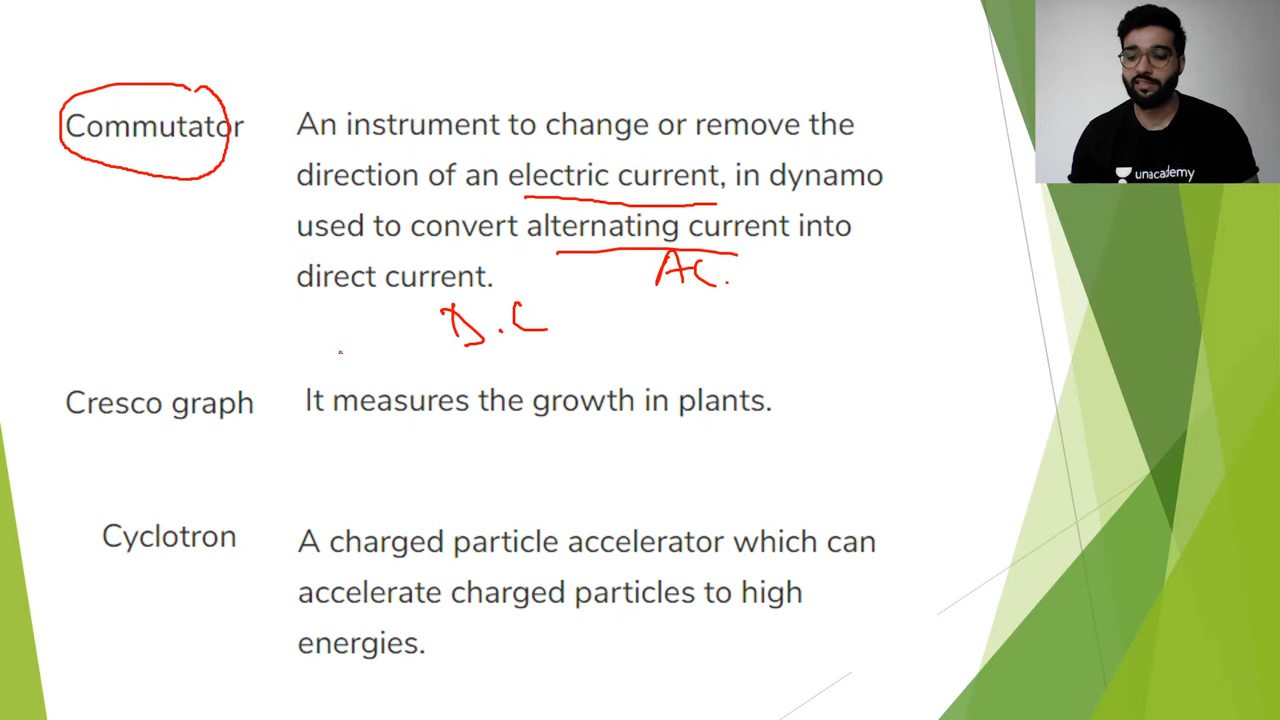 Commutator
An instrument to change or remove the
direction of an electric current, in dynamo
used to convert alternating current into
direct current.
AC.
D.C
Cresco graph
It measures the growth in plants.
Cyclotron
A charged particle accelerator which can
accelerate charged particles to high
energies.
unacademy